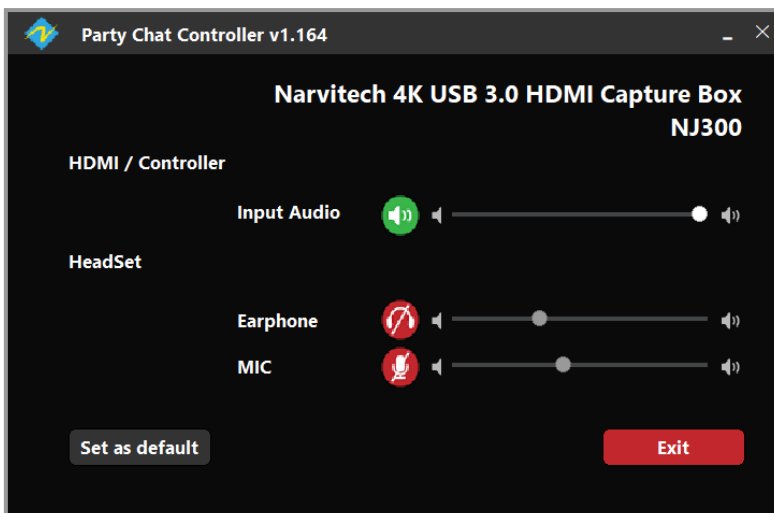 Party Chat Controller v1.164
Narvitech 4K USB 3.0 HDMI Capture Box
NJ300
HDMI / Controller
Input Audio
HeadSet
Earphone
MIC
Set as default
Exit